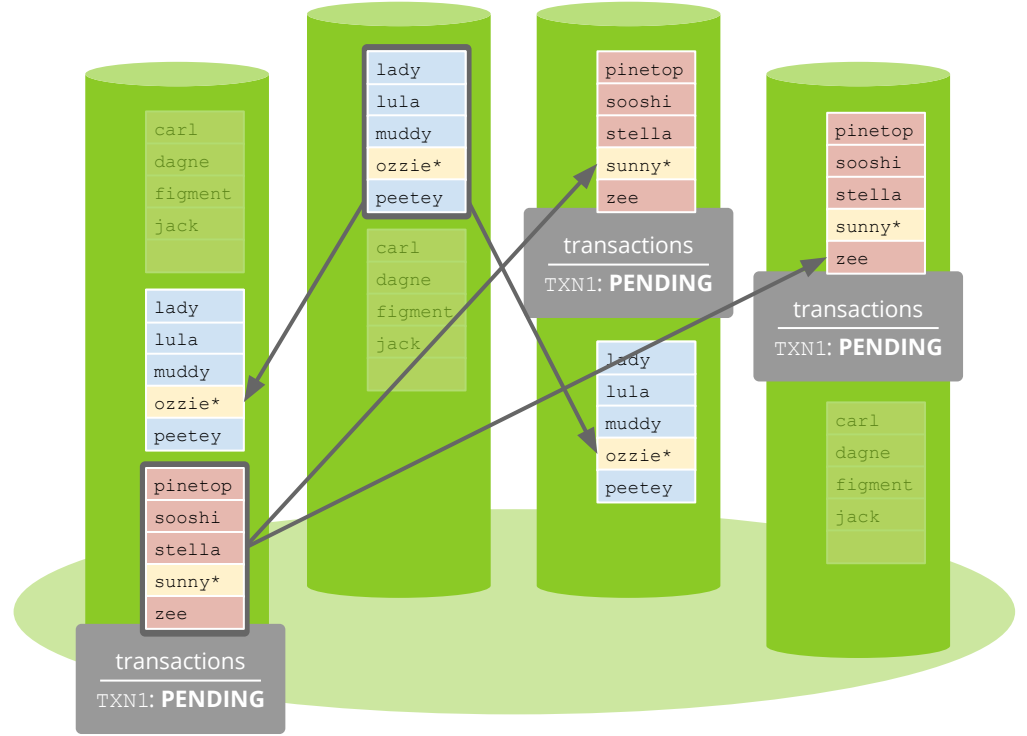 carl
dagne
figment
jack
lady
lula
muddy
ozzie*
peetey
pinetop
sooshi
stella
sunny*
zee
transactions
TXN1: PENDING
lady
lula
muddy
ozzie*
peetey
carl
dagne
figment
jack
pinetop
sooshi
stella
sunny*
zee
transactions
TXN1: PENDING
lady
lula
muddy
ozzie*
peetey
pinetop
sooshi
stella
sunny*
zee
transactions
TXN1: PENDING
carl
dagne
figment
jack